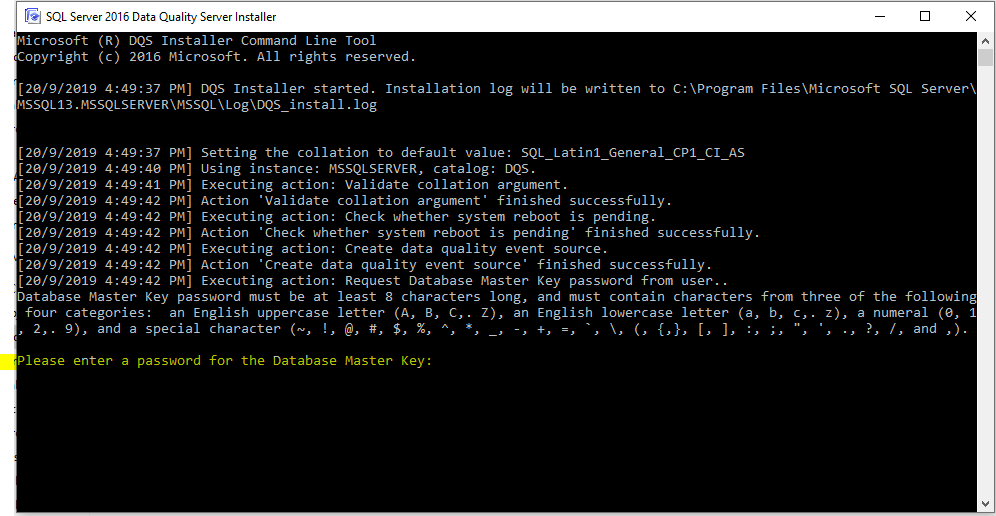 SQL Server 2016 Data Quality Server Installer
Microsoft (R) DQS Installer Command Line Tool
Copyright (c) 2016 Microsoft. All rights reserved.
[20/9/2019 4:49:37 PM] DQS Installer started. Installation log will be written to C:\Program Files\Microsoft SQL Server\
MSSQL13.MSSQLSERVER\MSSQL\Log\DQS_install.log
[20/9/2019 4:49:37 PM] Setting the collation to default value: SQL_Latin1_General_CP1_CI_AS
[20/9/2019 4:49:40 PM] Using instance: MSSQLSERVER, catalog: DQS.
[20/9/2019 4:49:41 PM] Executing action: Validate collation argument.
[20/9/2019 4:49:42 PM] Action 'Validate collation argument' finished successfully.
[20/9/2019 4:49:42 PM] Executing action: Check whether system reboot is pending.
[20/9/2019 4:49:42 PM] Action 'Check whether system reboot is pending' finished successfully.
[20/9/2019 4:49:42 PM] Executing action: Create data quality event source.
[20/9/2019 4:49:42 PM] Action 'Create data quality event source' finished successfully.
[20/9/2019 4:49:42 PM] Executing action: Request Database Master Key password from user..
Database Master Key password must be at least 8 characters long, and must contain characters from three of the following
 four categories:  an English uppercase letter (A, B, C,. Z), an English lowercase letter (a, b, c,. z), a numeral (0, 1
, 2,. 9), and a special character (~, !, @, #, $, %, ^, *, _, -, +, =, `, \, (, {,}, [, ], :, ;, ", ', ., ?, /, and ,).
Please enter a password for the Database Master Key: